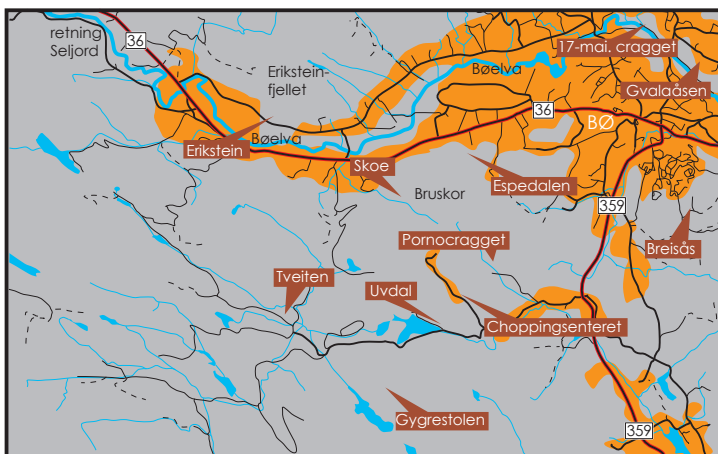 retning
Seljord
36
17-mai. cragget
Erikstein-
fjellet
Bøelva
Gvalaåsen
36
BØ
Bøelva
Erikstein
Skoe
Espedalen
Bruskor
359
Pornocragget
Breisås
Tveiten
Uvdal
Choppingsenteret
Gygrestolen
359